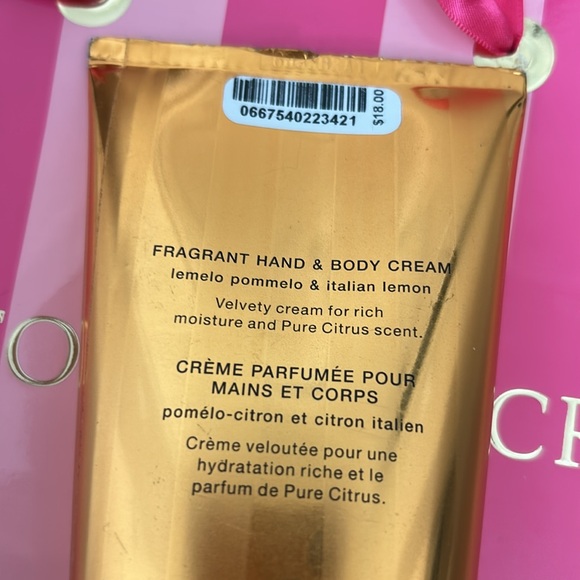 0667540223421
$18.00
FRAGRANT HAND & BODY CREAM
lemelo pommelo & italian lemon
Velvety cream for rich
moisture and Pure Citrus scent.
CRÈME PARFUMÉE POUR
MAINS ET CORPS
pomélo-citron et citron italien
Crème veloutée pour une
hydratation riche et le
parfum de Pure Citrus.